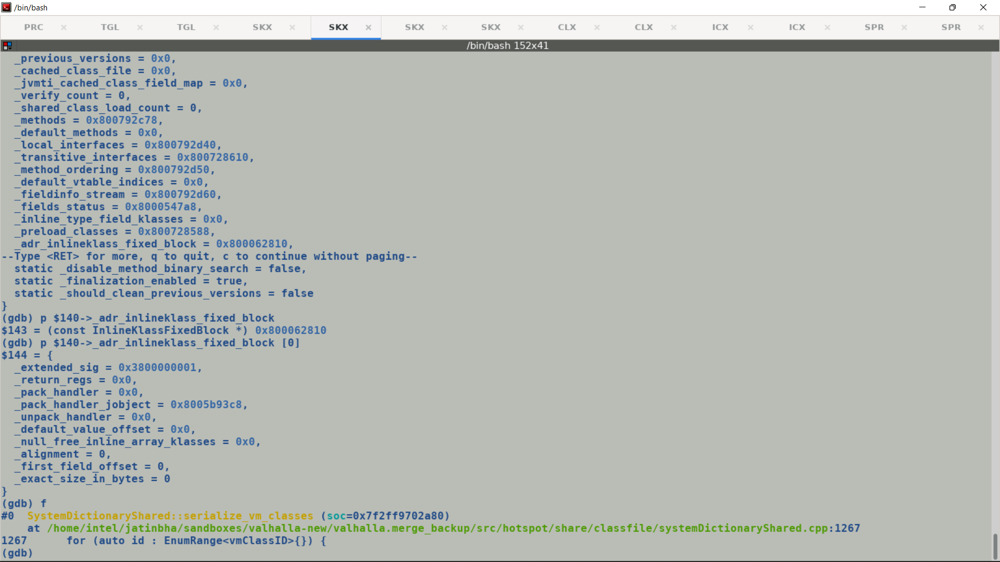 /bin/bash
PRC × TGL × TGL × SKX × SKX × SKX × SKX × CLX × CLX × ICX × ICX × SPR × SPR ×
/bin/bash 152x41
  _previous_versions = 0x0,
  _cached_class_file = 0x0,
  _jvmti_cached_class_field_map = 0x0,
  _verify_count = 0,
  _shared_class_load_count = 0,
  _methods = 0x800792c78,
  _default_methods = 0x0,
  _local_interfaces = 0x800792d40,
  _transitive_interfaces = 0x800728610,
  _method_ordering = 0x800792d50,
  _default_vtable_indices = 0x0,
  _fieldinfo_stream = 0x800792d60,
  _fields_status = 0x8000547a8,
  _inline_type_field_klasses = 0x0,
  _preload_classes = 0x800728588,
  _adr_inlineklass_fixed_block = 0x800062810,
--Type <RET> for more, q to quit, c to continue without paging--
  static _disable_method_binary_search = false,
  static _finalization_enabled = true,
  static _should_clean_previous_versions = false
}
(gdb) p $140->_adr_inlineklass_fixed_block
$143 = (const InlineKlassFixedBlock *) 0x800062810
(gdb) p $140->_adr_inlineklass_fixed_block [0]
$144 = {
  _extended_sig = 0x3800000001,
  _return_regs = 0x0,
  _pack_handler = 0x0,
  _pack_handler_jobject = 0x8005b93c8,
  _unpack_handler = 0x0,
  _default_value_offset = 0x0,
  _null_free_inline_array_klasses = 0x0,
  _alignment = 0,
  _first_field_offset = 0,
  _exact_size_in_bytes = 0
}
(gdb) f
#0  SystemDictionaryShared::serialize_vm_classes (soc=0x7f2ff9702a80)
    at /home/intel/jatinbha/sandboxes/valhalla-new/valhalla.merge_backup/src/hotspot/share/classfile/systemDictionaryShared.cpp:1267
1267      for (auto id : EnumRange<vmClassID>{}) {
(gdb)